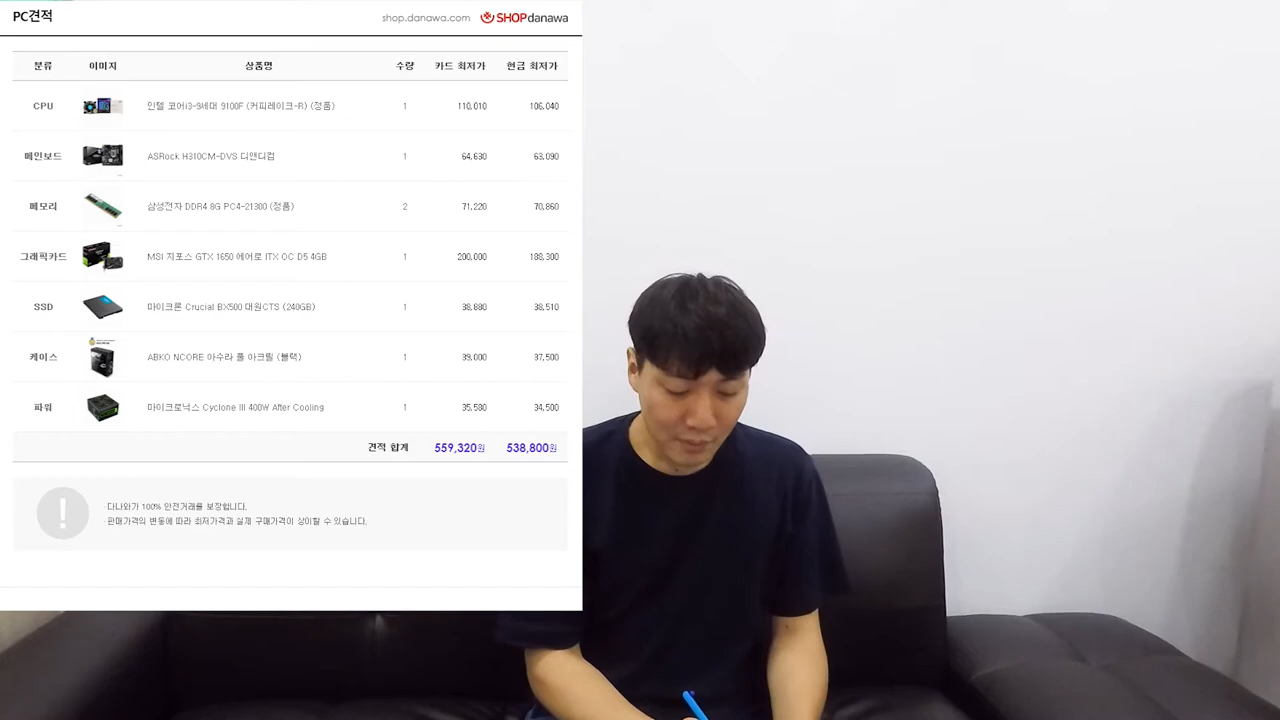 PC견적
shop.danawa.com SHOPdanawa
분류 이미지 상품명 수량 카드 최저가 현금 최저가
CPU 인텔 코어i3-9세대 9100F (커피레이크-R) (정품) 1 110,010 106,040
메인보드 ASRock H310CM-DVS 디앤디컴 1 64,630 63,090
메모리 삼성전자 DDR4 8G PC4-21300 (정품) 2 71,220 70,860
그래픽카드 MSI 지포스 GTX 1650 에어로 ITX OC D5 4GB 1 200,000 188,300
SSD 마이크론 Crucial BX500 대원CTS (240GB) 1 38,880 38,510
케이스 ABKO NCORE 아수라 풀 아크릴 (블랙) 1 39,000 37,500
파워 마이크로닉스 Cyclone III 400W After Cooling 1 35,580 34,500
견적 합계 559,320원 538,800원
· 다나와가 100% 안전거래를 보장합니다.
· 판매가격의 변동에 따라 최저가격과 실제 구매가격이 상이할 수 있습니다.